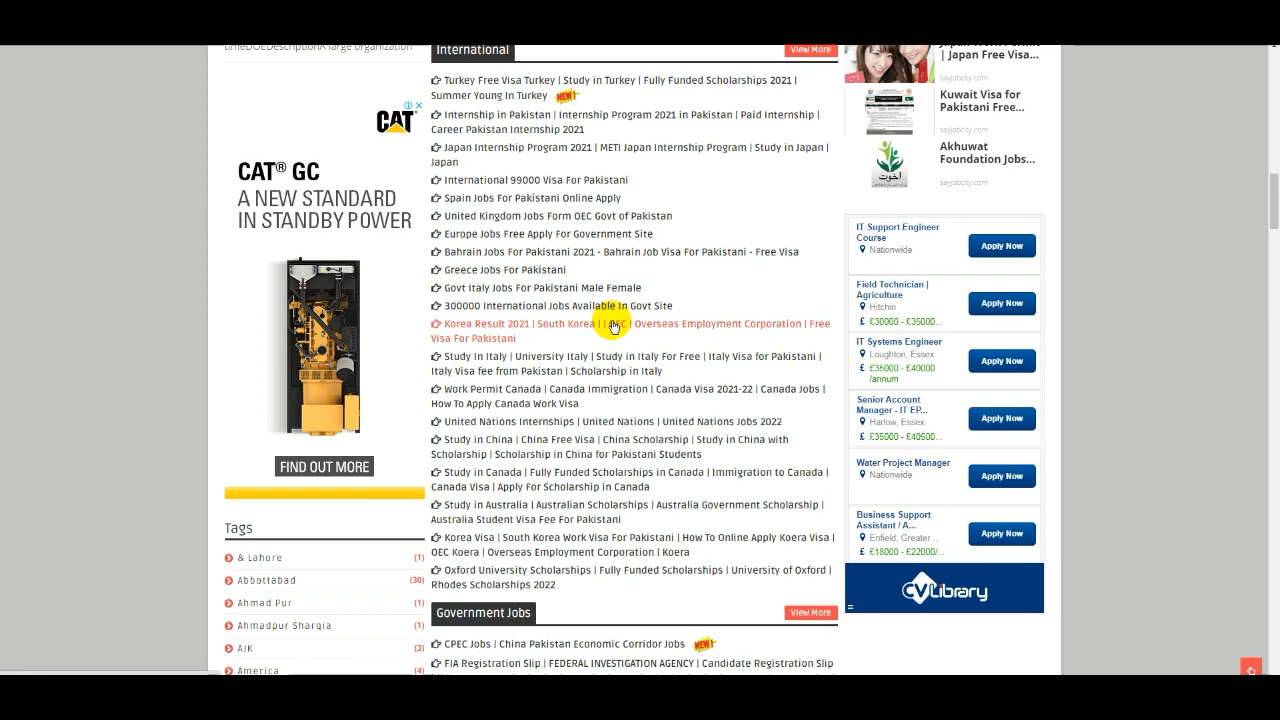 timeDOEDescriptionA large organization
CAT
CAT® GC
A NEW STANDARD
IN STANDBY POWER
FIND OUT MORE
Tags
& Lahore (1)
Abbottabad (30)
Ahmad Pur (1)
Ahmadpur Sharqia (1)
AJK (3)
America (4)
International View More
Turkey Free Visa Turkey | Study in Turkey | Fully Funded Scholarships 2021 |
Summer Young In Turkey NEW!
Internship in Pakistan | Internship Program 2021 in Pakistan | Paid Internship |
Career Pakistan Internship 2021
Japan Internship Program 2021 | METI Japan Internship Program | Study in Japan |
Japan
International 99000 Visa For Pakistani
Spain Jobs For Pakistani Online Apply
United Kingdom Jobs Form OEC Govt of Pakistan
Europe Jobs Free Apply For Government Site
Bahrain Jobs For Pakistani 2021 - Bahrain Job Visa For Pakistani - Free Visa
Greece Jobs For Pakistani
Govt Italy Jobs For Pakistani Male Female
300000 International Jobs Available In Govt Site
Korea Result 2021 | South Korea | OEC | Overseas Employment Corporation | Free
Visa For Pakistani
Study In Italy | University Italy | Study in Italy For Free | Italy Visa for Pakistani |
Italy Visa fee from Pakistan | Scholarship in Italy
Work Permit Canada | Canada Immigration | Canada Visa 2021-22 | Canada Jobs |
How To Apply Canada Work Visa
United Nations Internships | United Nations | United Nations Jobs 2022
Study in China | China Free Visa | China Scholarship | Study in China with
Scholarship | Scholarship in China for Pakistani Students
Study in Canada | Fully Funded Scholarships in Canada | Immigration to Canada |
Canada Visa | Apply For Scholarship in Canada
Study in Australia | Australian Scholarships | Australia Government Scholarship |
Australia Student Visa Fee For Pakistani
Korea Visa | South Korea Work Visa For Pakistani | How To Online Apply Koera Visa |
OEC Koera | Overseas Employment Corporation | Koera
Oxford University Scholarships | Fully Funded Scholarships | University of Oxford |
Rhodes Scholarships 2022
Government Jobs View More
CPEC Jobs | China Pakistan Economic Corridor Jobs NEW!
FIA Registration Slip | FEDERAL INVESTIGATION AGENCY | Candidate Registration Slip
| Japan Free Visa...
sayjobcity.com
Kuwait Visa for
Pakistani Free...
sayjobcity.com
Akhuwat
Foundation Jobs...
sayjobcity.com
اخوت
IT Support Engineer
Course
Nationwide
Apply Now
Field Technician |
Agriculture
Hitchin
£ £30000 - £35000...
Apply Now
IT Systems Engineer
Loughton, Essex
£ £35000 - £40000
/annum
Apply Now
Senior Account
Manager - IT EP...
Harlow, Essex
£ £35000 - £40500...
Apply Now
Water Project Manager
Nationwide
Apply Now
Business Support
Assistant / A...
Enfield, Greater ...
£ £18000 - £22000/...
Apply Now
CVLibrary